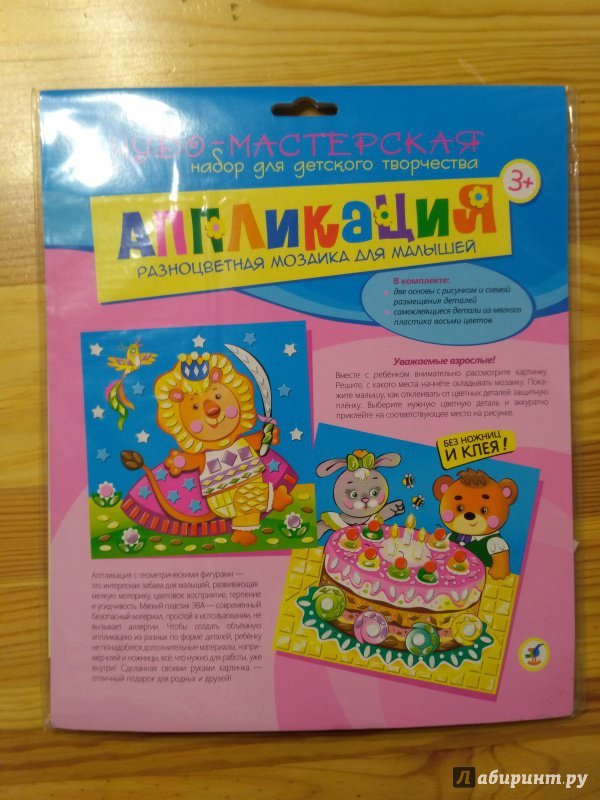 ЧУДО-МАСТЕРСКАЯ
набор для детского творчества
3+
АППЛИКАЦИЯ
РАЗНОЦВЕТНАЯ МОЗАИКА ДЛЯ МАЛЫШЕЙ
В комплекте:
две основы с рисунком и схемой
размещения деталей
самоклеящиеся детали из мягкого
пластика восьми цветов
Уважаемые взрослые!
Вместе с ребёнком внимательно рассмотрите картинку.
Решите, с какого места начнёте складывать мозаику. Пока-
жите малышу, как отклеивать от цветных деталей защитную
плёнку. Выберите нужную цветную деталь и аккуратно
приклейте на соответствующее место на рисунке.
БЕЗ НОЖНИЦ
И КЛЕЯ!
Аппликация с геометрическими фигурами —
это интересная забава для малышей, развивающая
мелкую моторику, цветовое восприятие, терпение
и усидчивость. Мягкий пластик ЭВА — современный
безопасный материал, простой в использовании, не
вызывает аллергии. Чтобы создать объёмную
аппликацию из разных по форме деталей, ребёнку
не понадобятся дополнительные материалы, напри-
мер клей и ножницы, всё, что нужно для работы, уже
внутри! Сделанная своими руками картинка —
отличный подарок для родных и друзей!
Лабиринт.ру